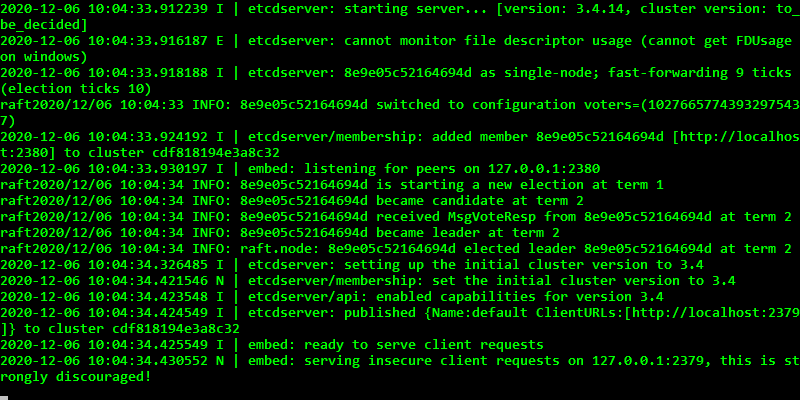 2020-12-06 10:04:33.912239 I | etcdserver: starting server... [version: 3.4.14, cluster version: to_
be_decided]
2020-12-06 10:04:33.916187 E | etcdserver: cannot monitor file descriptor usage (cannot get FDUsage
on windows)
2020-12-06 10:04:33.918188 I | etcdserver: 8e9e05c52164694d as single-node; fast-forwarding 9 ticks
(election ticks 10)
raft2020/12/06 10:04:33 INFO: 8e9e05c52164694d switched to configuration voters=(1027665774393297543
7)
2020-12-06 10:04:33.924192 I | etcdserver/membership: added member 8e9e05c52164694d [http://localhos
t:2380] to cluster cdf818194e3a8c32
2020-12-06 10:04:33.930197 I | embed: listening for peers on 127.0.0.1:2380
raft2020/12/06 10:04:34 INFO: 8e9e05c52164694d is starting a new election at term 1
raft2020/12/06 10:04:34 INFO: 8e9e05c52164694d became candidate at term 2
raft2020/12/06 10:04:34 INFO: 8e9e05c52164694d received MsgVoteResp from 8e9e05c52164694d at term 2
raft2020/12/06 10:04:34 INFO: 8e9e05c52164694d became leader at term 2
raft2020/12/06 10:04:34 INFO: raft.node: 8e9e05c52164694d elected leader 8e9e05c52164694d at term 2
2020-12-06 10:04:34.326485 I | etcdserver: setting up the initial cluster version to 3.4
2020-12-06 10:04:34.421546 N | etcdserver/membership: set the initial cluster version to 3.4
2020-12-06 10:04:34.423548 I | etcdserver/api: enabled capabilities for version 3.4
2020-12-06 10:04:34.424549 I | etcdserver: published {Name:default ClientURLs:[http://localhost:2379
]} to cluster cdf818194e3a8c32
2020-12-06 10:04:34.425549 I | embed: ready to serve client requests
2020-12-06 10:04:34.430552 N | embed: serving insecure client requests on 127.0.0.1:2379, this is st
rongly discouraged!